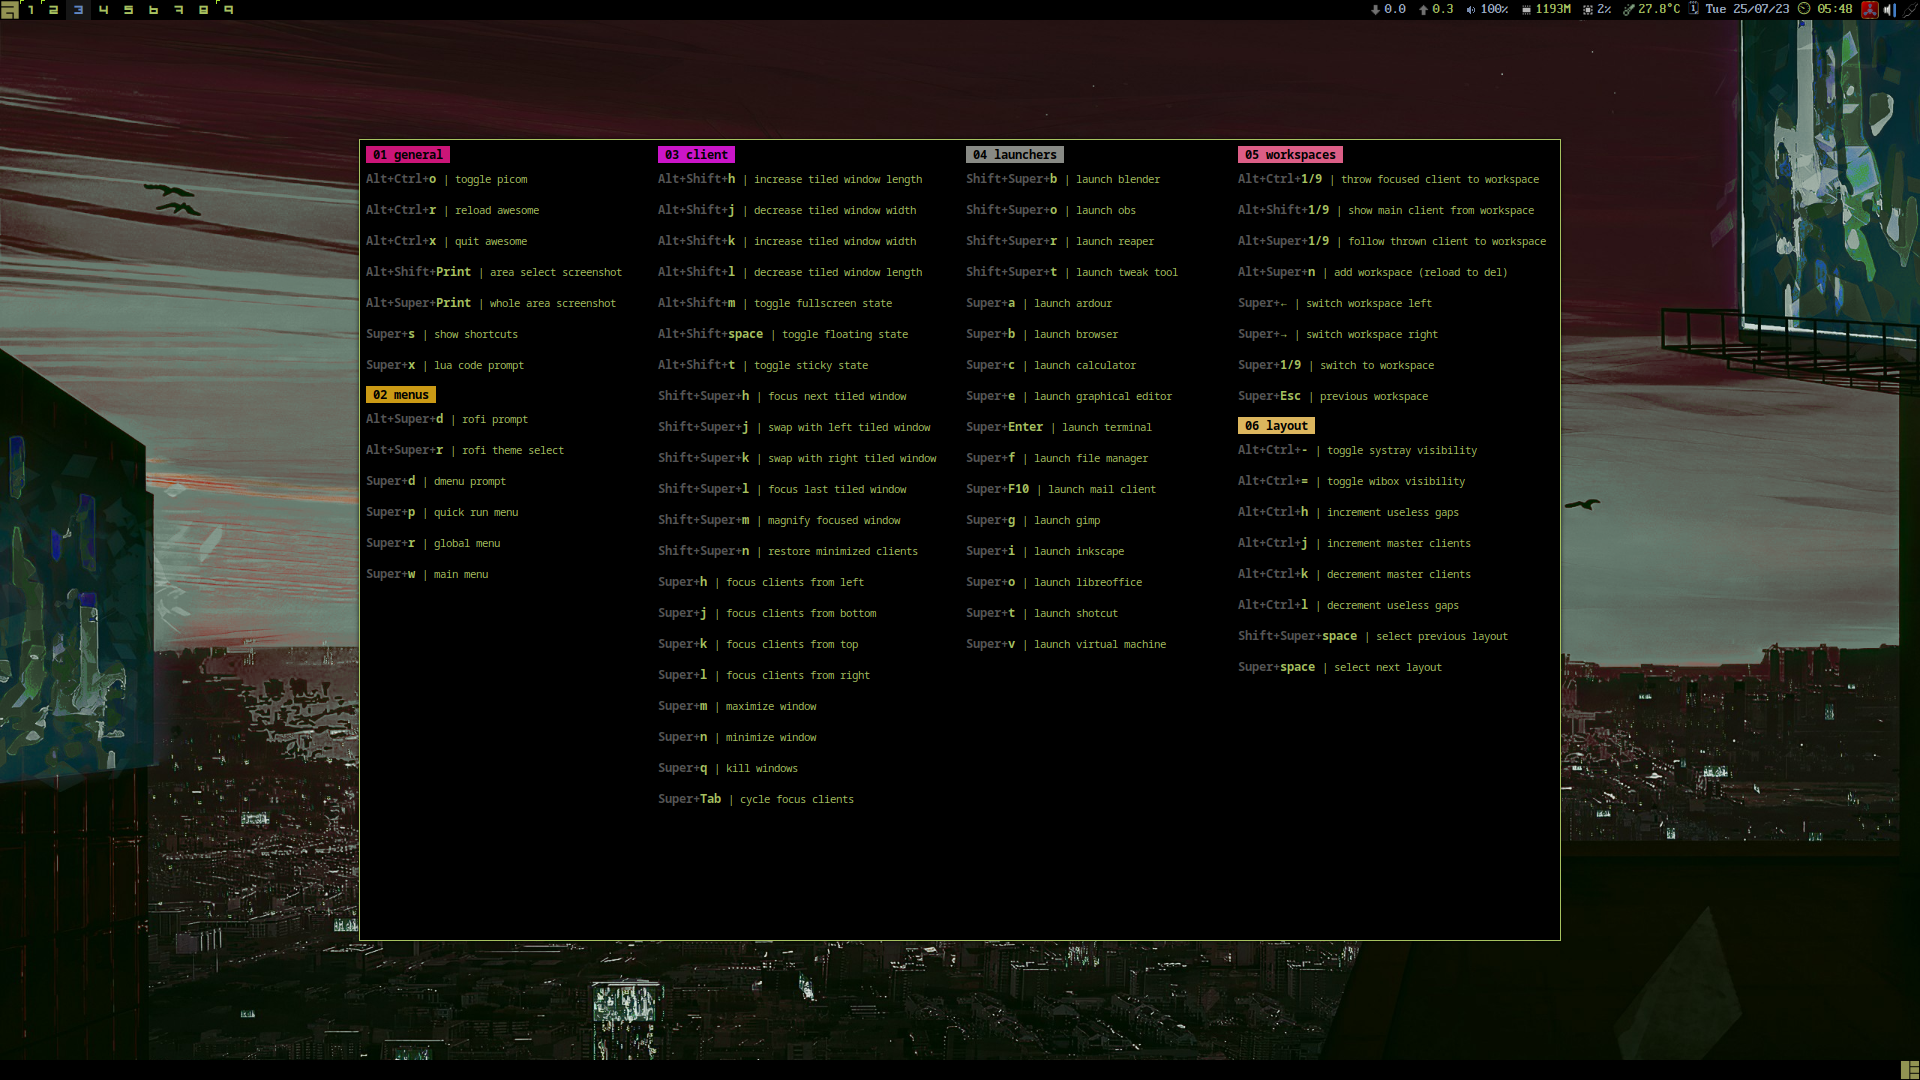 1 2 3 4 5 6 7 8 9
0.0 0.3 100% 1193M 2% 27.8°C Tue 25/07/23 05:48
01 general
Alt+Ctrl+o | toggle picom
Alt+Ctrl+r | reload awesome
Alt+Ctrl+x | quit awesome
Alt+Shift+Print | area select screenshot
Alt+Super+Print | whole area screenshot
Super+s | show shortcuts
Super+x | lua code prompt
02 menus
Alt+Super+d | rofi prompt
Alt+Super+r | rofi theme select
Super+d | dmenu prompt
Super+p | quick run menu
Super+r | global menu
Super+w | main menu
03 client
Alt+Shift+h | increase tiled window length
Alt+Shift+j | decrease tiled window width
Alt+Shift+k | increase tiled window width
Alt+Shift+l | decrease tiled window length
Alt+Shift+m | toggle fullscreen state
Alt+Shift+space | toggle floating state
Alt+Shift+t | toggle sticky state
Shift+Super+h | focus next tiled window
Shift+Super+j | swap with left tiled window
Shift+Super+k | swap with right tiled window
Shift+Super+l | focus last tiled window
Shift+Super+m | magnify focused window
Shift+Super+n | restore minimized clients
Super+h | focus clients from left
Super+j | focus clients from bottom
Super+k | focus clients from top
Super+l | focus clients from right
Super+m | maximize window
Super+n | minimize window
Super+q | kill windows
Super+Tab | cycle focus clients
04 launchers
Shift+Super+b | launch blender
Shift+Super+o | launch obs
Shift+Super+r | launch reaper
Shift+Super+t | launch tweak tool
Super+a | launch ardour
Super+b | launch browser
Super+c | launch calculator
Super+e | launch graphical editor
Super+Enter | launch terminal
Super+f | launch file manager
Super+F10 | launch mail client
Super+g | launch gimp
Super+i | launch inkscape
Super+o | launch libreoffice
Super+t | launch shotcut
Super+v | launch virtual machine
05 workspaces
Alt+Ctrl+1/9 | throw focused client to workspace
Alt+Shift+1/9 | show main client from workspace
Alt+Super+1/9 | follow thrown client to workspace
Alt+Super+n | add workspace (reload to del)
Super+← | switch workspace left
Super+→ | switch workspace right
Super+1/9 | switch to workspace
Super+Esc | previous workspace
06 layout
Alt+Ctrl+- | toggle systray visibility
Alt+Ctrl+= | toggle wibox visibility
Alt+Ctrl+h | increment useless gaps
Alt+Ctrl+j | increment master clients
Alt+Ctrl+k | decrement master clients
Alt+Ctrl+l | decrement useless gaps
Shift+Super+space | select previous layout
Super+space | select next layout